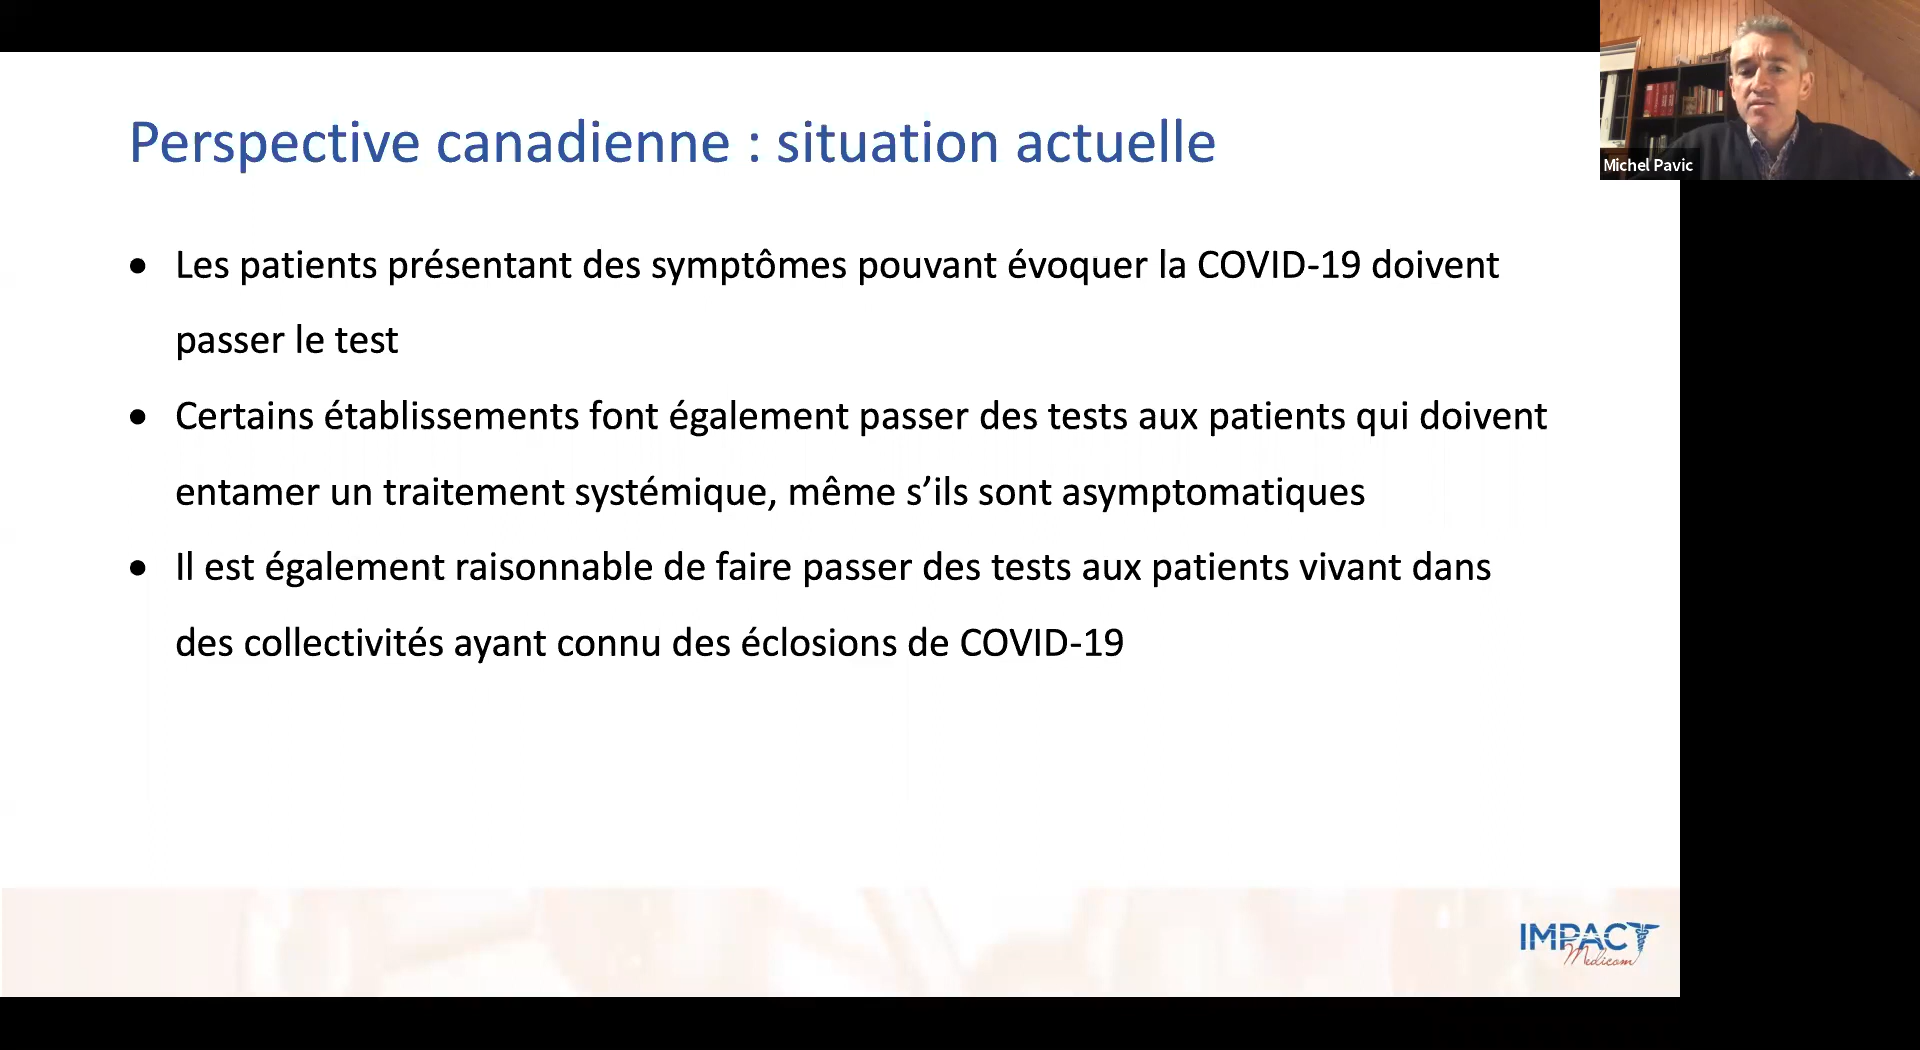 Perspective canadienne : situation actuelle
Michel Pavic
• Les patients présentant des symptômes pouvant évoquer la COVID-19 doivent
passer le test
• Certains établissements font également passer des tests aux patients qui doivent
entamer un traitement systémique, même s’ils sont asymptomatiques
• Il est également raisonnable de faire passer des tests aux patients vivant dans
des collectivités ayant connu des éclosions de COVID-19
IMPACT
Medicom